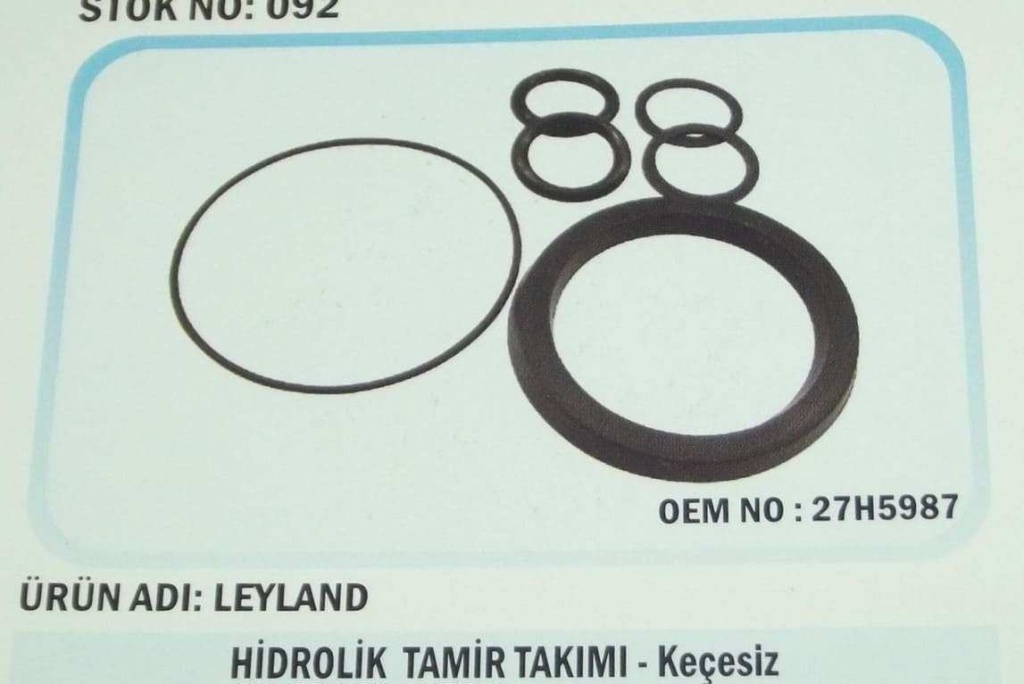 STOK NO: 092
OEM NO : 27H5987
ÜRÜN ADI: LEYLAND
HİDROLİK TAMİR TAKIMI - Keçesiz